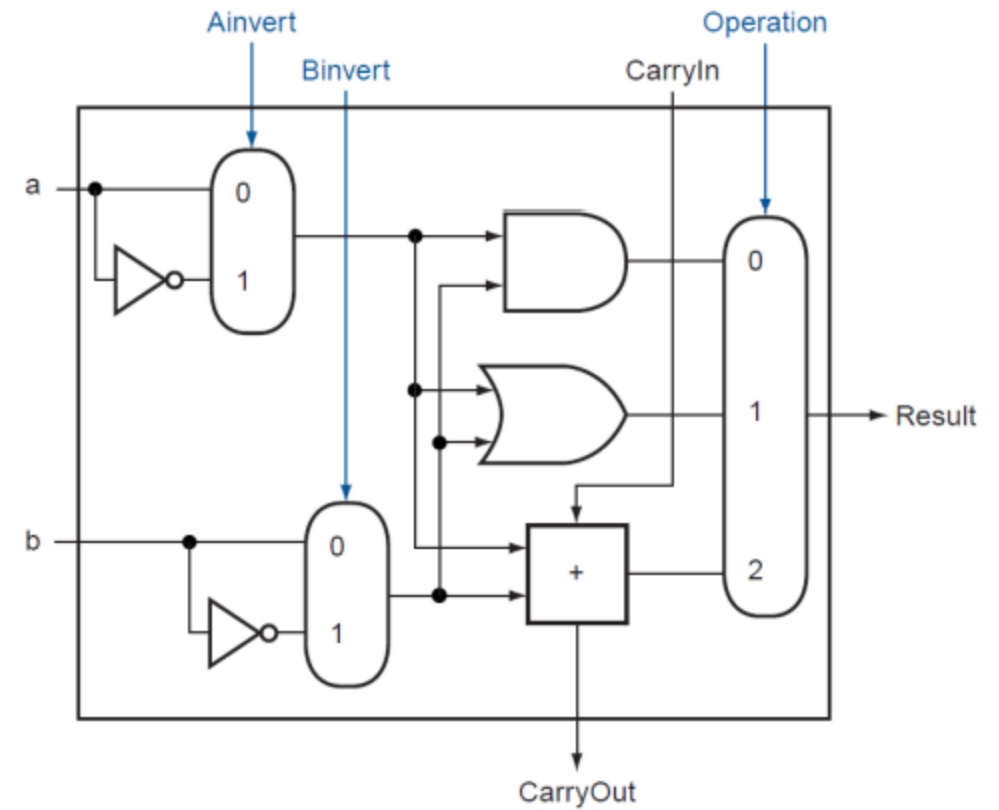 Ainvert
Operation
Binvert
CarryIn
a
0
1
0
1
Result
b
0
1
+
2
CarryOut